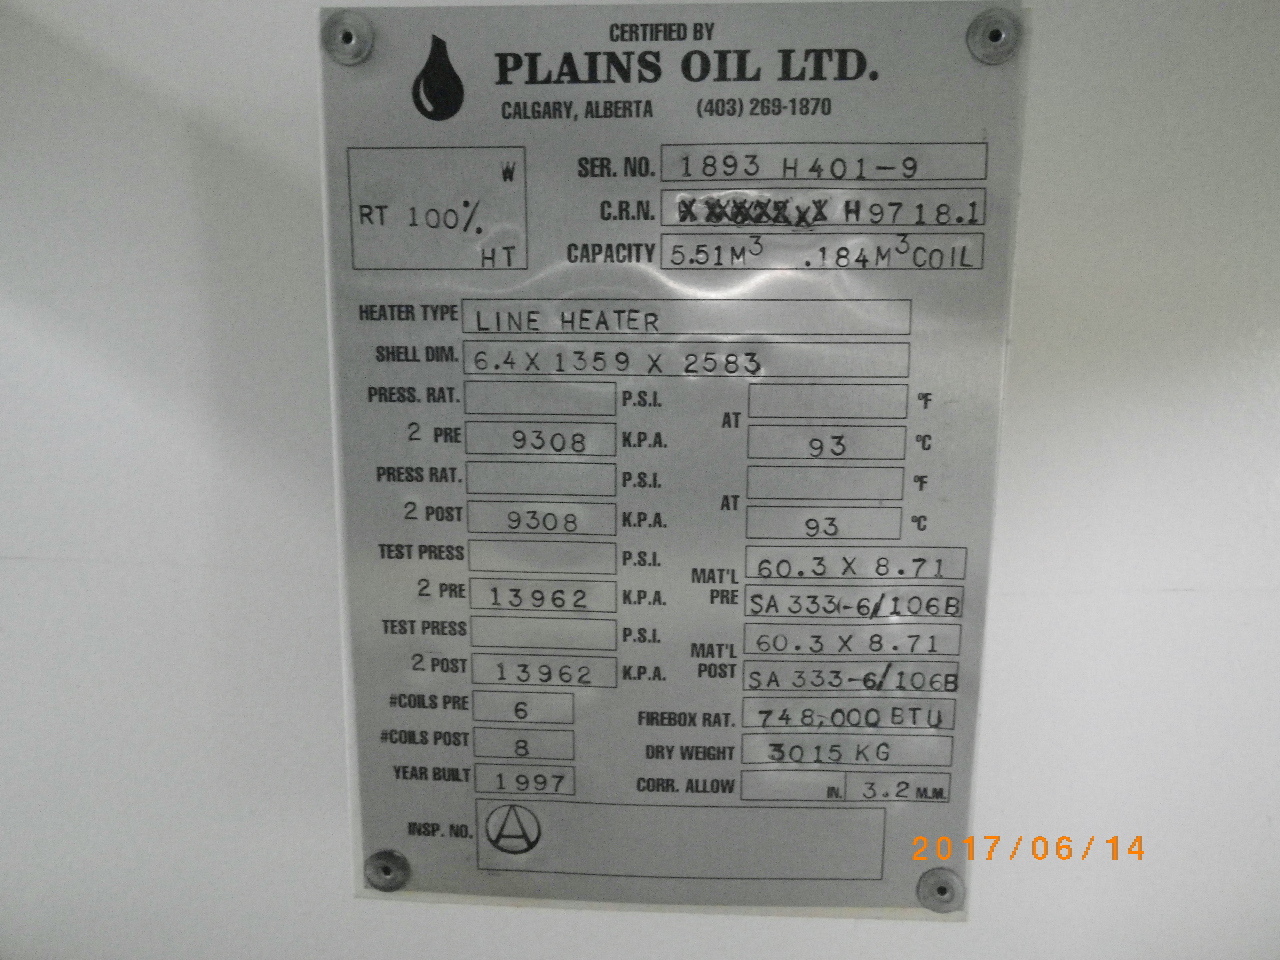 CERTIFIED BY
PLAINS OIL LTD.
CALGARY, ALBERTA (403) 269-1870
W
RT 100%
HT
SER. NO. 1893 H401-9
C.R.N. H9718.1
CAPACITY 5.51M3 .184M3COIL
HEATER TYPE LINE HEATER
SHELL DIM. 6.4 X 1359 X 2583
PRESS. RAT. P.S.I. AT °F
2 PRE 9308 K.P.A. 93 °C
PRESS RAT. P.S.I. AT °F
2 POST 9308 K.P.A. 93 °C
TEST PRESS P.S.I. MAT'L PRE 60.3 X 8.71
2 PRE 13962 K.P.A. SA 333-6/106B
TEST PRESS P.S.I. MAT'L POST 60.3 X 8.71
2 POST 13962 K.P.A. SA 333-6/106B
#COILS PRE 6 FIREBOX RAT. 748,000 BTU
#COILS POST 8 DRY WEIGHT 3015 KG
YEAR BUILT 1997 CORR. ALLOW IN. 3.2 M.M.
INSP. NO. A
2017/06/14